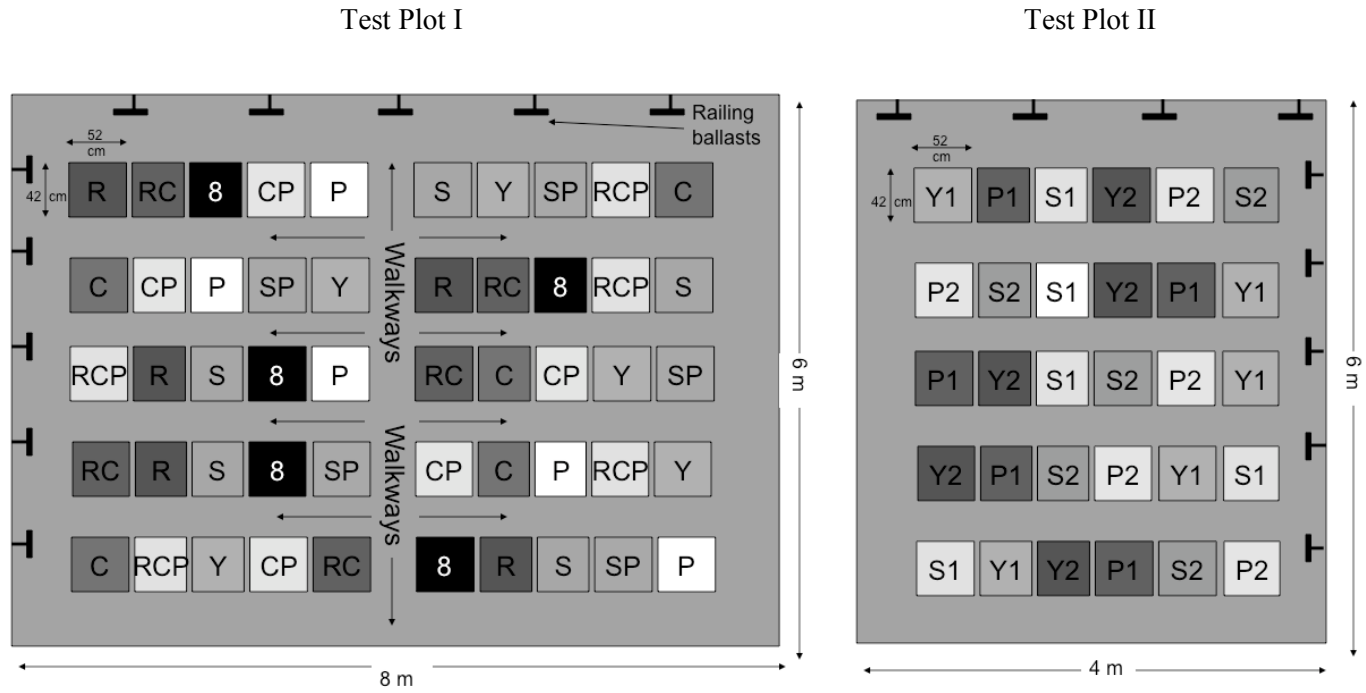 Test Plot I
Test Plot II
Railing
ballasts
52
cm
42 cm
R RC 8 CP P S Y SP RCP C
C CP P SP Y R RC 8 RCP S
RCP R S 8 P RC C CP Y SP
RC R S 8 SP CP C P RCP Y
C RCP Y CP RC 8 R S SP P
Walkways
Walkways
6 m
8 m
52
cm
42 cm
Y1 P1 S1 Y2 P2 S2
P2 S2 S1 Y2 P1 Y1
P1 Y2 S1 S2 P2 Y1
Y2 P1 S2 P2 Y1 S1
S1 Y1 Y2 P1 S2 P2
6 m
4 m